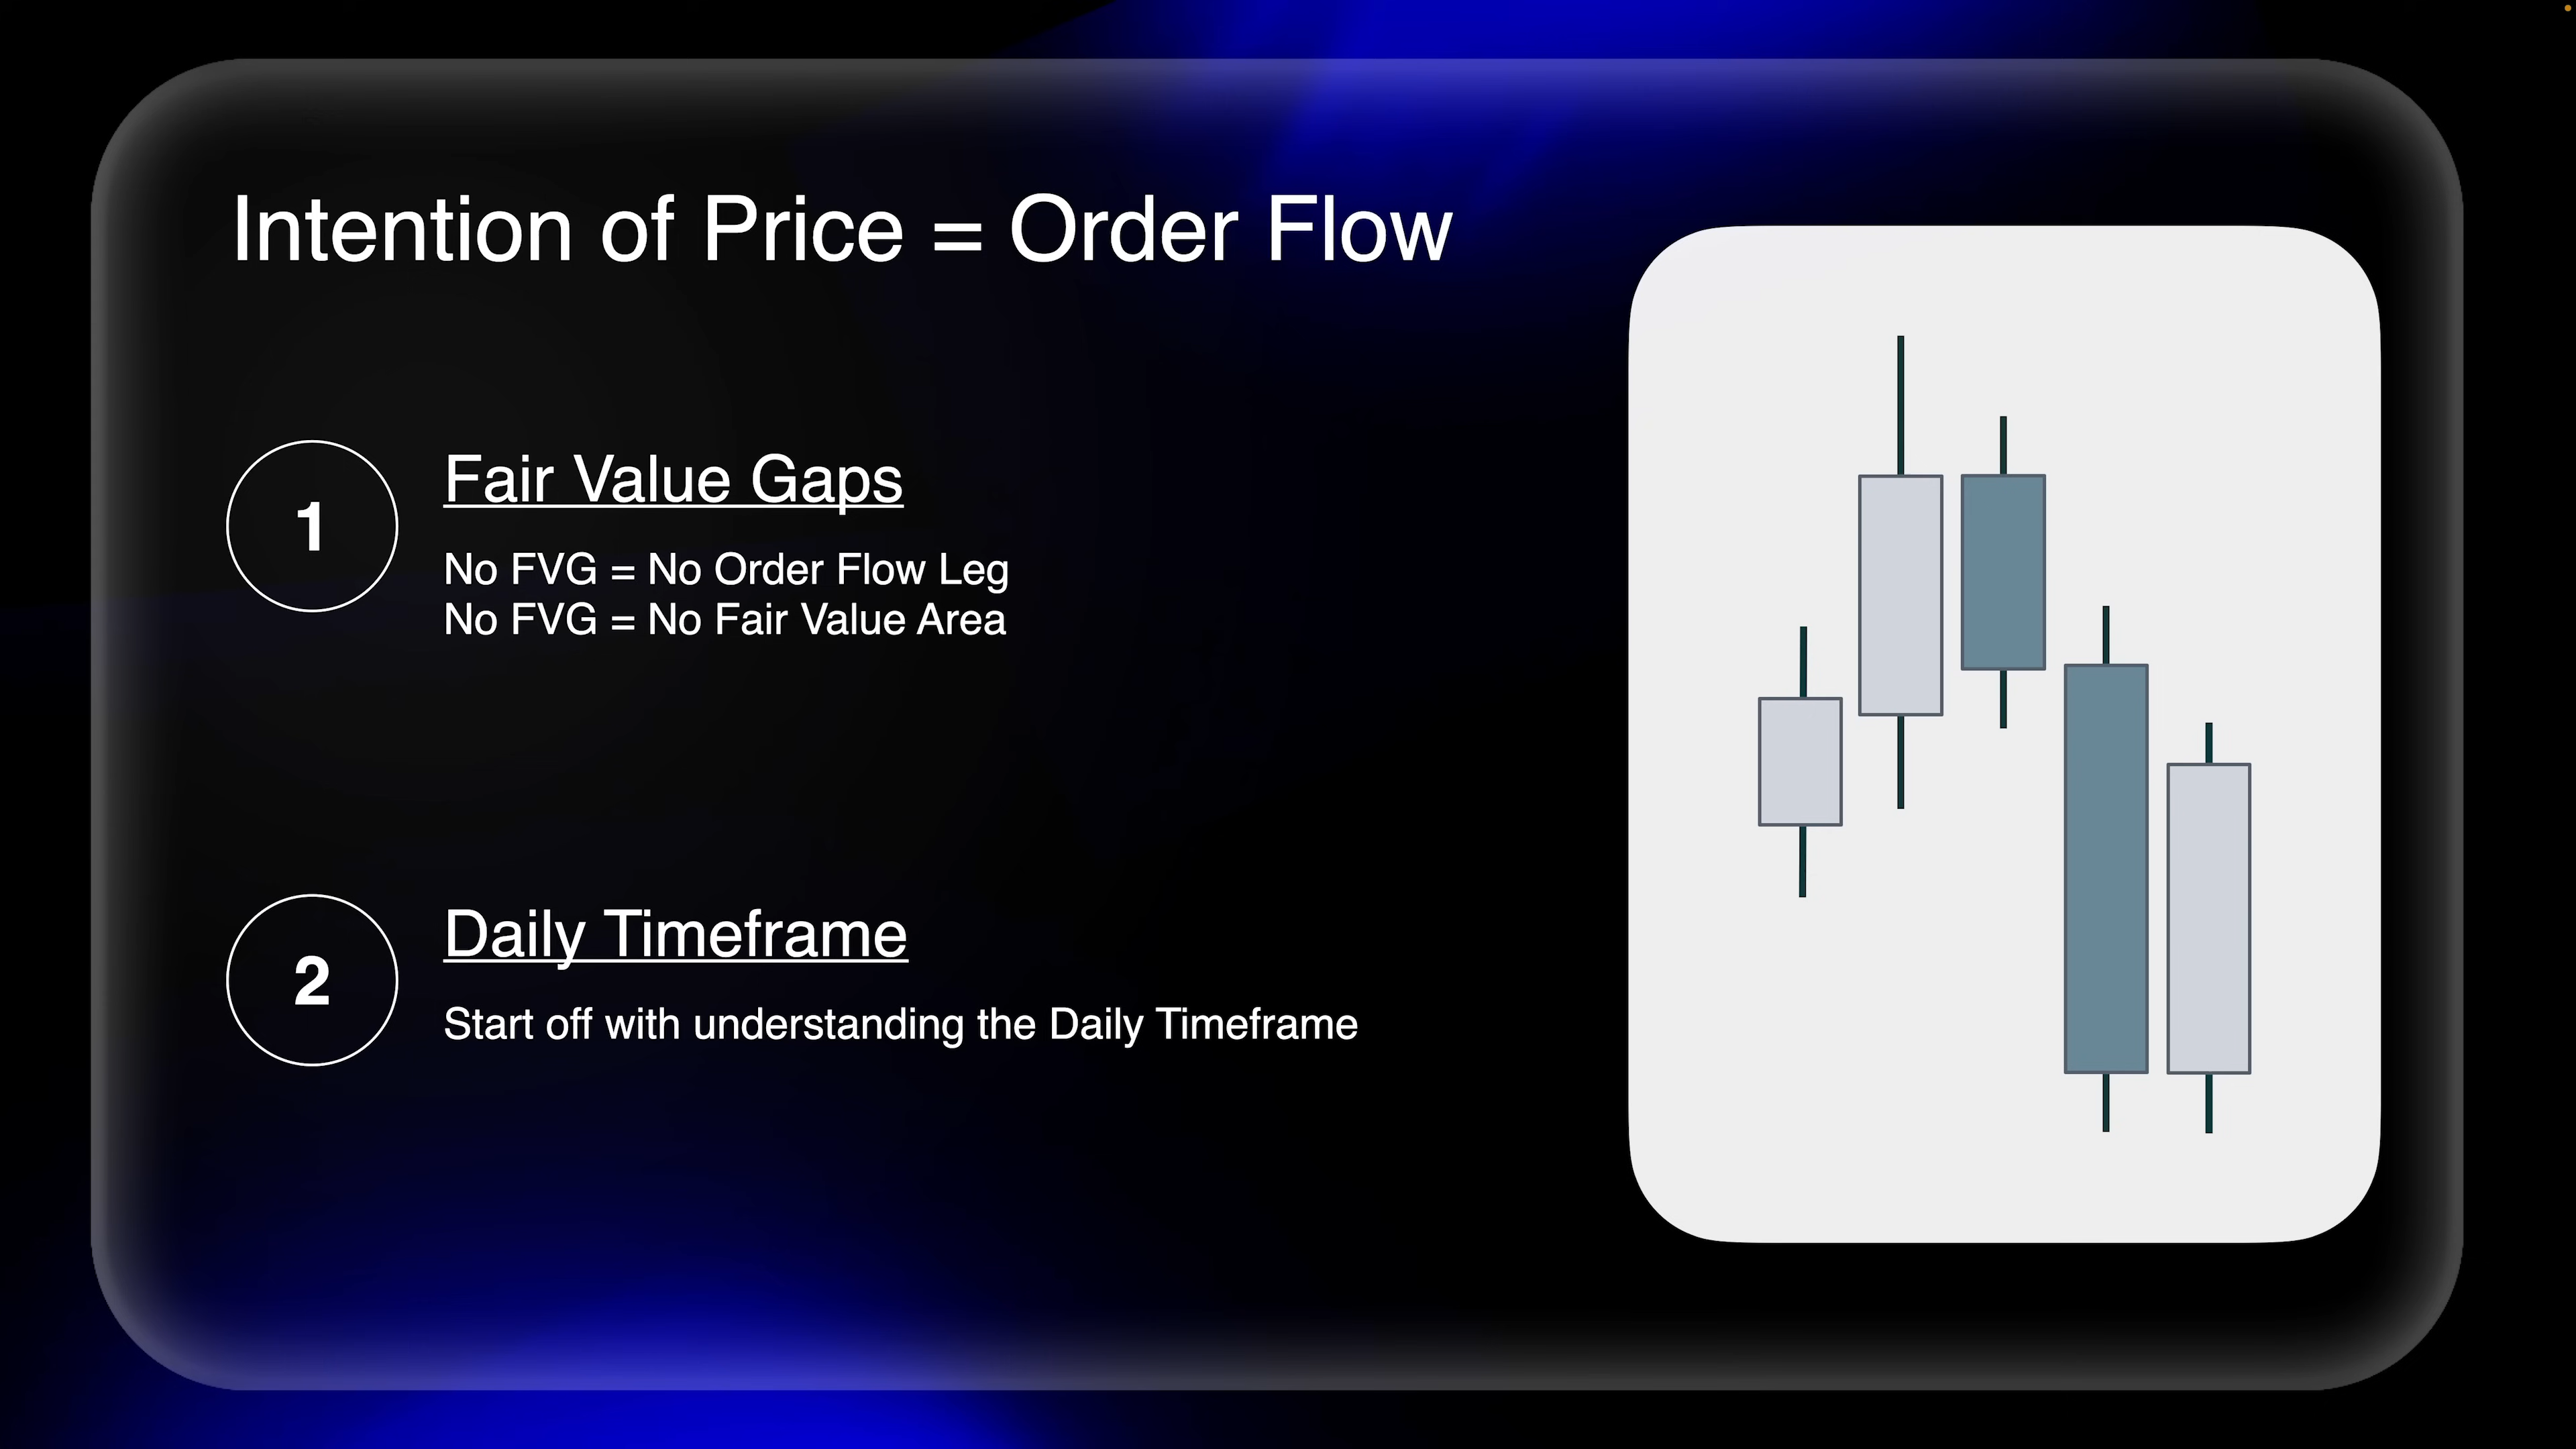 Intention of Price = Order Flow
1
Fair Value Gaps
No FVG = No Order Flow Leg
No FVG = No Fair Value Area
2
Daily Timeframe
Start off with understanding the Daily Timeframe